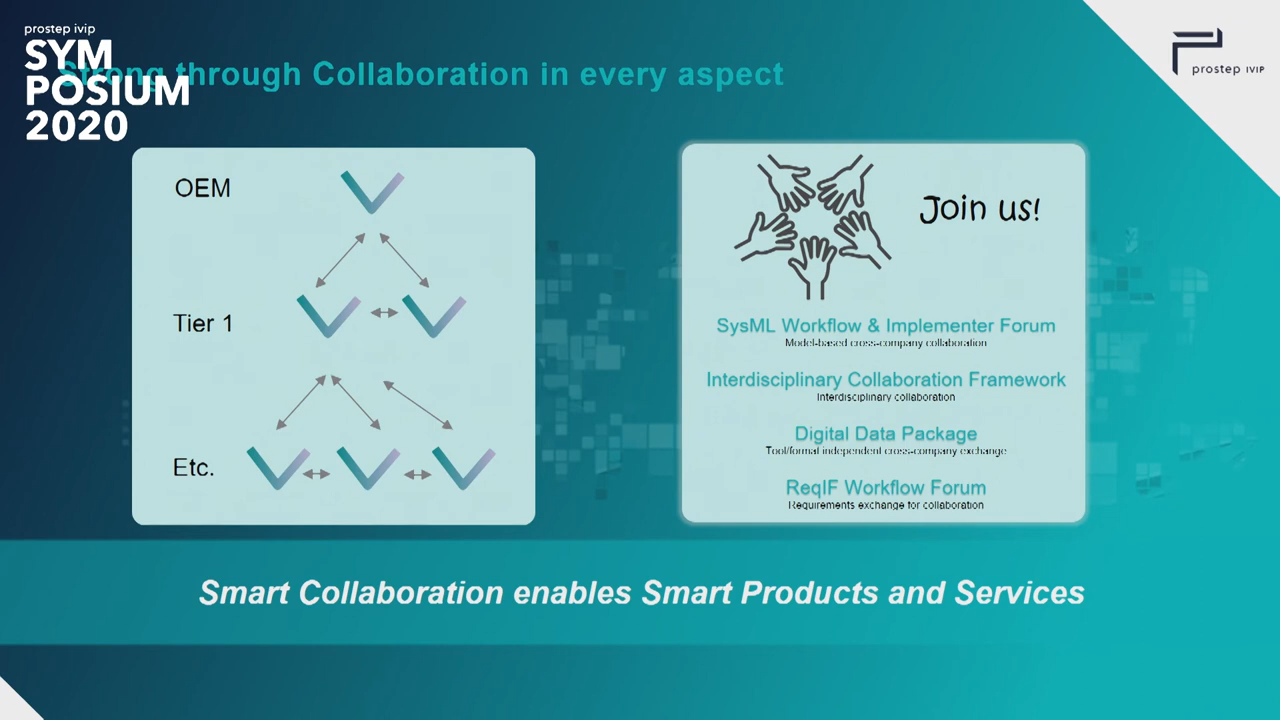 prostep ivip
SYM
POSIUM
2020
Strong through Collaboration in every aspect
prostep IVIP
OEM
Tier 1
Etc.
Join us!
SysML Workflow & Implementer Forum
Model-based cross-company collaboration
Interdisciplinary Collaboration Framework
Interdisciplinary collaboration
Digital Data Package
Tool/format independent cross-company exchange
ReqIF Workflow Forum
Requirements exchange for collaboration
Smart Collaboration enables Smart Products and Services